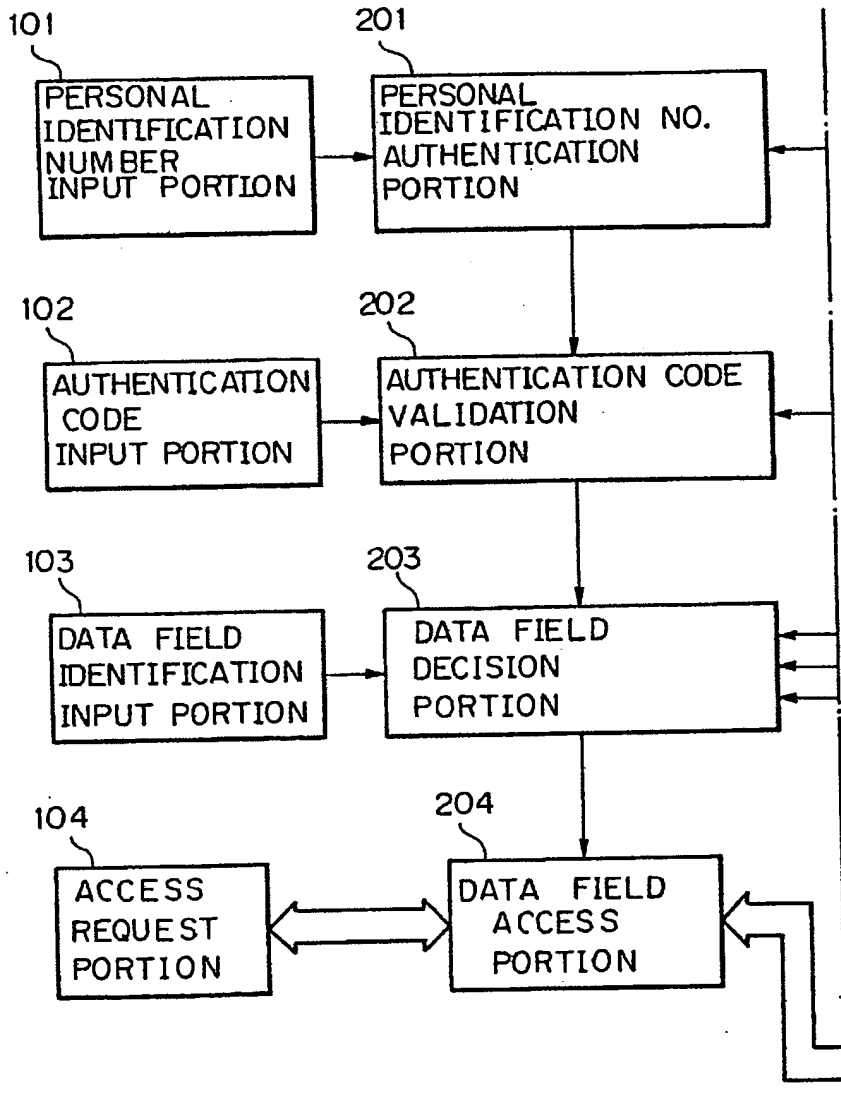 101
PERSONAL
IDENTIFICATION
NUMBER
INPUT PORTION
201
PERSONAL
IDENTIFICATION NO.
AUTHENTICATION
PORTION
102
AUTHENTICATION
CODE
INPUT PORTION
202
AUTHENTICATION CODE
VALIDATION
PORTION
103
DATA FIELD
IDENTIFICATION
INPUT PORTION
203
DATA FIELD
DECISION
PORTION
104
ACCESS
REQUEST
PORTION
204
DATA FIELD
ACCESS
PORTION